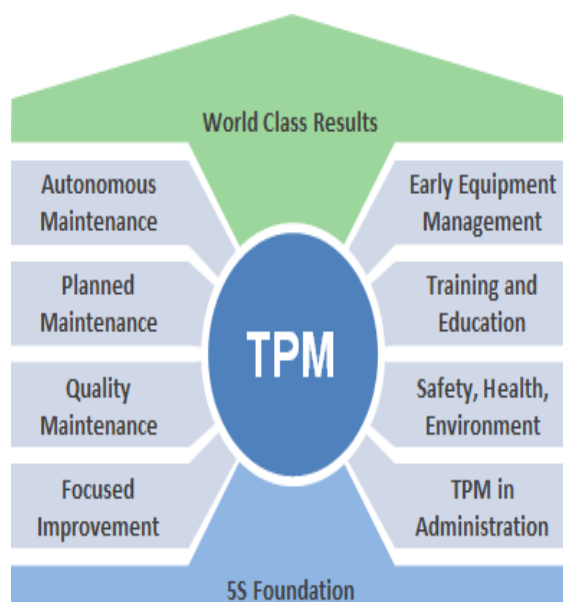 World Class Results
Autonomous
Maintenance
Planned
Maintenance
Quality
Maintenance
Focused
Improvement
TPM
Early Equipment
Management
Training and
Education
Safety, Health,
Environment
TPM in
Administration
5S Foundation